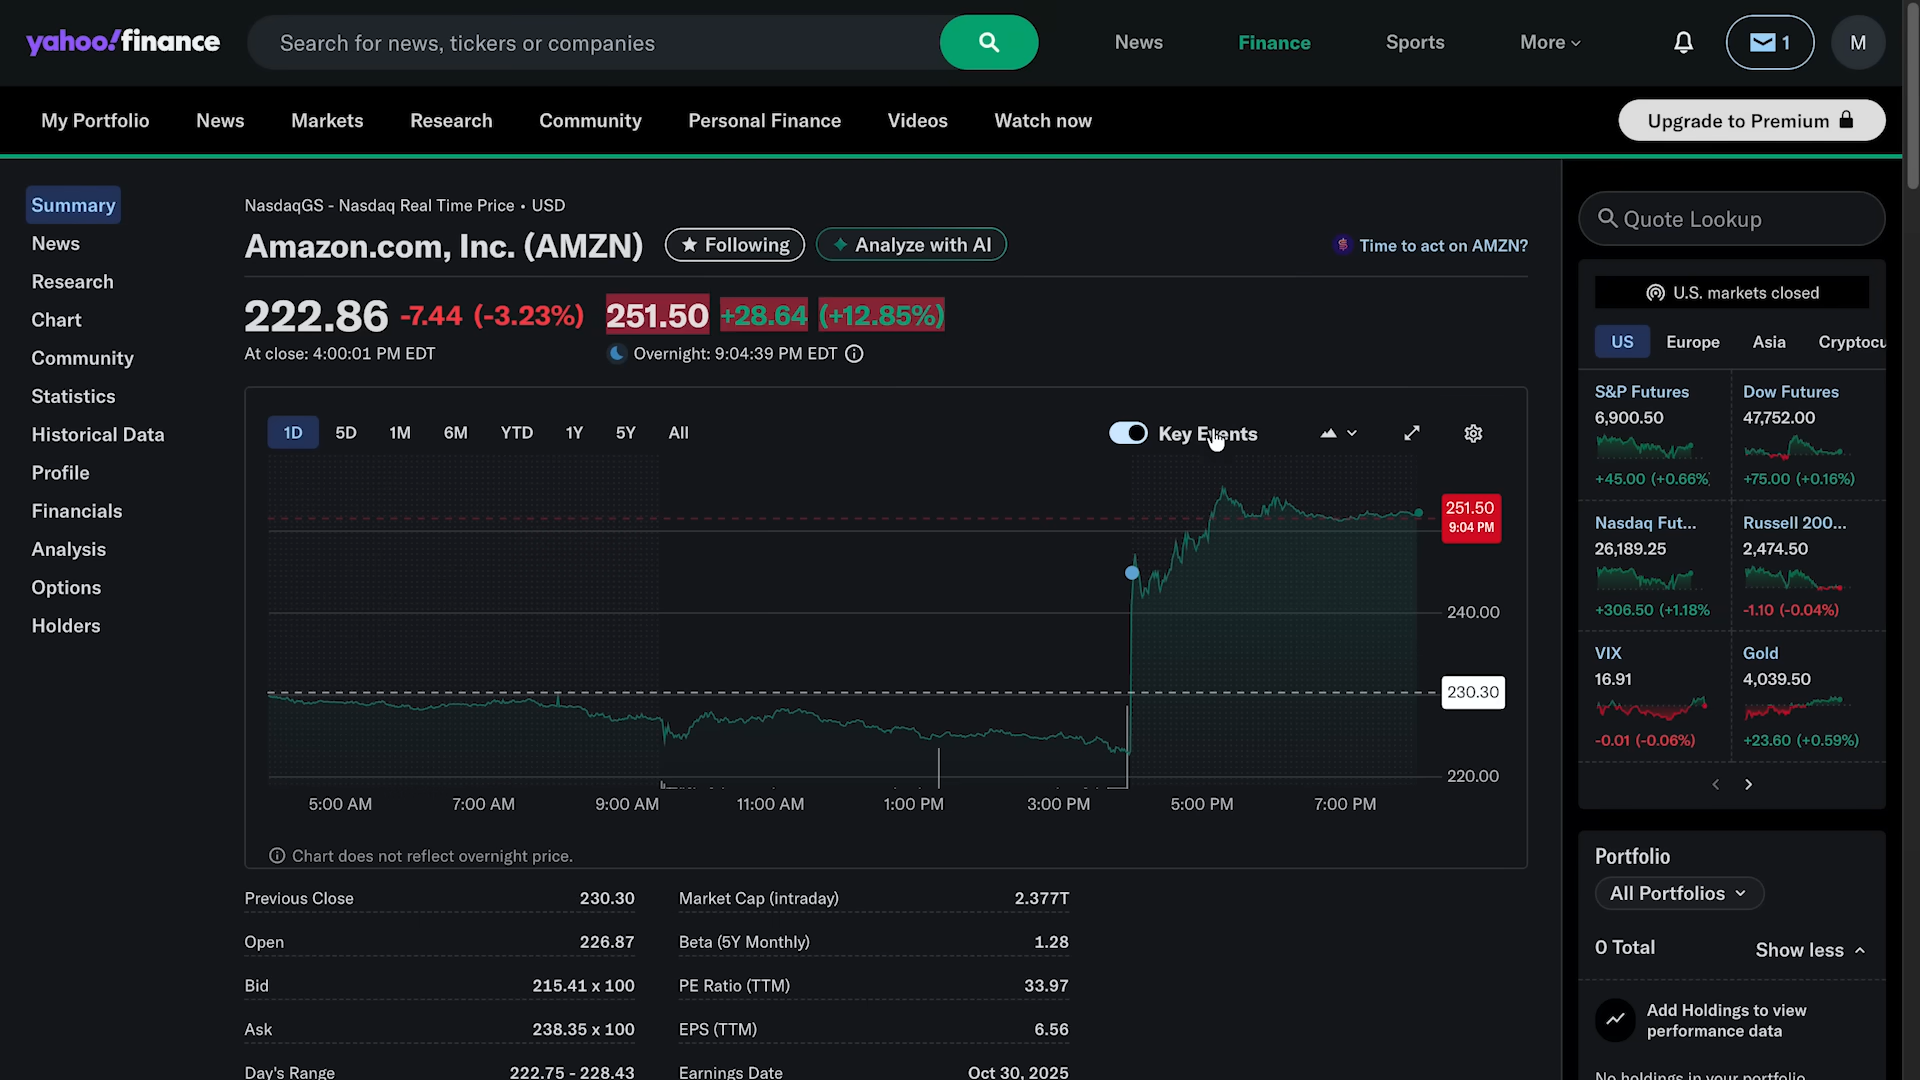 yahoo!finance
Search for news, tickers or companies
News
Finance
Sports
More
1
M
My Portfolio
News
Markets
Research
Community
Personal Finance
Videos
Watch now
Upgrade to Premium
Summary
News
Research
Chart
Community
Statistics
Historical Data
Profile
Financials
Analysis
Options
Holders
NasdaqGS - Nasdaq Real Time Price • USD
Amazon.com, Inc. (AMZN)
Following
Analyze with AI
Time to act on AMZN?
222.86 -7.44 (-3.23%)
At close: 4:00:01 PM EDT
251.50 +28.64 (+12.85%)
Overnight: 9:04:39 PM EDT
1D 5D 1M 6M YTD 1Y 5Y All
Key Events
251.50
9:04 PM
240.00
230.30
220.00
5:00 AM 7:00 AM 9:00 AM 11:00 AM 1:00 PM 3:00 PM 5:00 PM 7:00 PM
Chart does not reflect overnight price.
Previous Close 230.30
Open 226.87
Bid 215.41 x 100
Ask 238.35 x 100
Day's Range 222.75 - 228.43
Market Cap (intraday) 2.377T
Beta (5Y Monthly) 1.28
PE Ratio (TTM) 33.97
EPS (TTM) 6.56
Earnings Date Oct 30, 2025
Quote Lookup
U.S. markets closed
US Europe Asia Cryptocu
S&P Futures
6,900.50
+45.00 (+0.66%)
Dow Futures
47,752.00
+75.00 (+0.16%)
Nasdaq Fut...
26,189.25
+306.50 (+1.18%
Russell 200...
2,474.50
-1.10 (-0.04%)
VIX
16.91
-0.01 (-0.06%)
Gold
4,039.50
+23.60 (+0.59%)
Portfolio
All Portfolios
0 Total
Show less
Add Holdings to view
performance data
No holdings in your portfolio